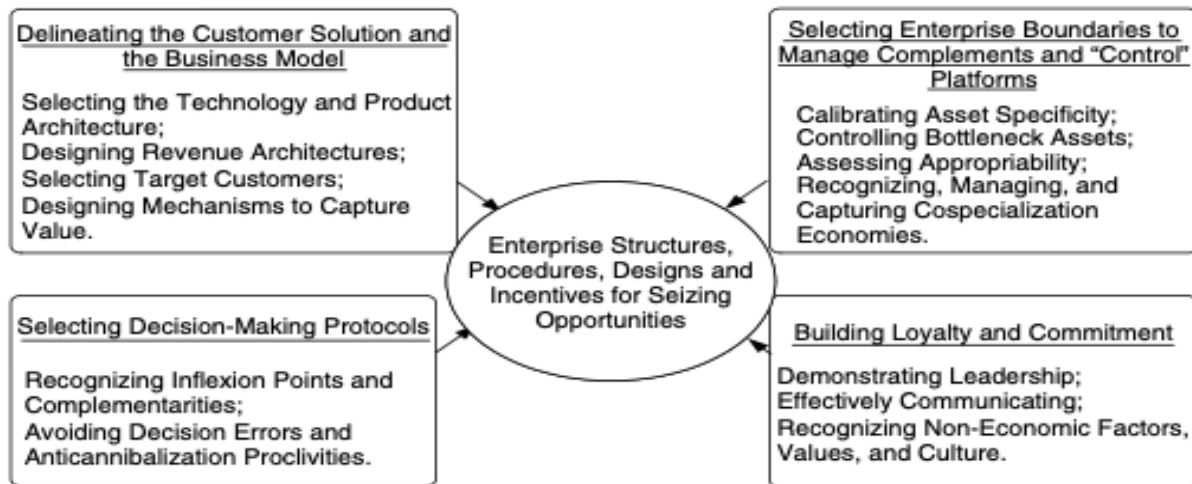 Delineating the Customer Solution and
the Business Model
Selecting the Technology and Product
Architecture;
Designing Revenue Architectures;
Selecting Target Customers;
Designing Mechanisms to Capture
Value.
Selecting Enterprise Boundaries to
Manage Complements and “Control”
Platforms
Calibrating Asset Specificity;
Controlling Bottleneck Assets;
Assessing Appropriability;
Recognizing, Managing, and
Capturing Cospecialization
Economies.
Enterprise Structures,
Procedures, Designs and
Incentives for Seizing
Opportunities
Selecting Decision-Making Protocols
Recognizing Inflexion Points and
Complementarities;
Avoiding Decision Errors and
Anticannibalization Proclivities.
Building Loyalty and Commitment
Demonstrating Leadership;
Effectively Communicating;
Recognizing Non-Economic Factors,
Values, and Culture.